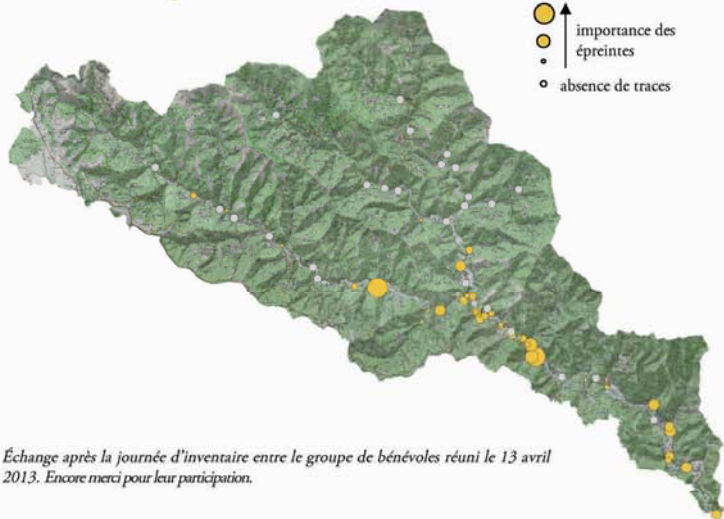 importance des
épreintes
absence de traces
Échange après la journée d'inventaire entre le groupe de bénévoles réuni le 13 avril
2013. Encore merci pour leur participation.